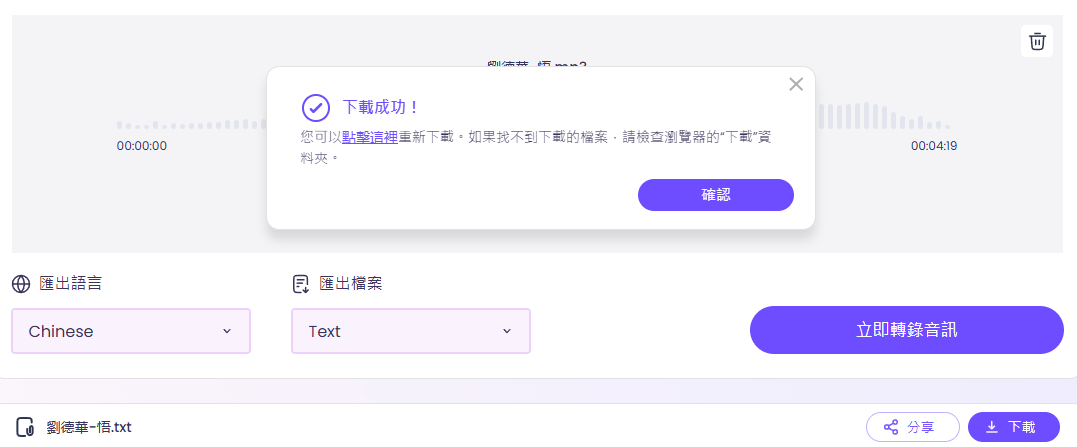 劉德華-悟.mp3
下載成功！
您可以點擊這裡重新下載。如果找不到下載的檔案，請檢查瀏覽器的“下載”資
料夾。
確認
00:00:00
00:04:19
匯出語言
匯出檔案
Chinese
Text
立即轉錄音訊
劉德華-悟.txt
分享
下載